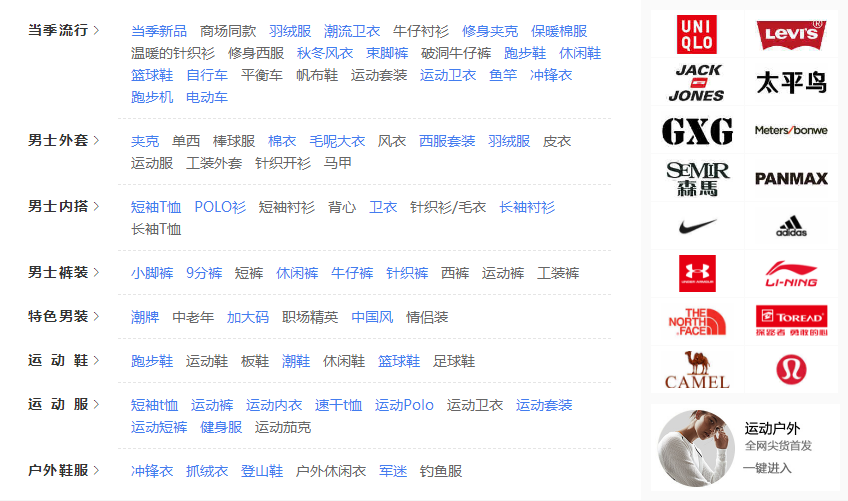 当季流行 > 当季新品 商场同款 羽绒服 潮流卫衣 牛仔衬衫 修身夹克 保暖棉服
温暖的针织衫 修身西服 秋冬风衣 束脚裤 破洞牛仔裤 跑步鞋 休闲鞋
篮球鞋 自行车 平衡车 帆布鞋 运动套装 运动卫衣 鱼竿 冲锋衣
跑步机 电动车
男士外套 > 夹克 单西 棒球服 棉衣 毛呢大衣 风衣 西服套装 羽绒服 皮衣
运动服 工装外套 针织开衫 马甲
男士内搭 > 短袖T恤 POLO衫 短袖衬衫 背心 卫衣 针织衫/毛衣 长袖衬衫
长袖T恤
男士裤装 > 小脚裤 9分裤 短裤 休闲裤 牛仔裤 针织裤 西裤 运动裤 工装裤
特色男装 > 潮牌 中老年 加大码 职场精英 中国风 情侣装
运 动 鞋 > 跑步鞋 运动鞋 板鞋 潮鞋 休闲鞋 篮球鞋 足球鞋
运 动 服 > 短袖t恤 运动裤 运动内衣 速干t恤 运动Polo 运动卫衣 运动套装
运动短裤 健身服 运动茄克
户外鞋服 > 冲锋衣 抓绒衣 登山鞋 户外休闲衣 军迷 钓鱼服
UNI
QLO
LEVI'S
JACK
JONES
太平鸟
GXG
Meters/bonwe
SEMIR
森馬
PANMAX
adidas
UNDER ARMOUR
LI-NING
THE
NORTH
FACE
TOREAD
探路者 勇敢的心
CAMEL
运动户外
全网尖货首发
一键进入